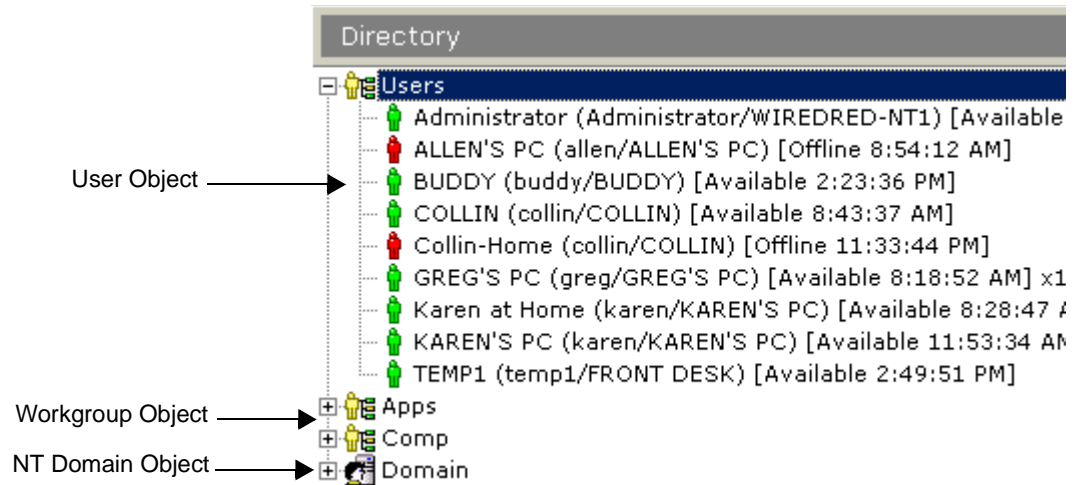 Directory
Users
Administrator (Administrator/WIREDRED-NT1) [Available
ALLEN'S PC (allen/ALLEN'S PC) [Offline 8:54:12 AM]
User Object
BUDDY (buddy/BUDDY) [Available 2:23:36 PM]
COLLIN (collin/COLLIN) [Available 8:43:37 AM]
Collin-Home (collin/COLLIN) [Offline 11:33:44 PM]
GREG'S PC (greg/GREG'S PC) [Available 8:18:52 AM] x1
Karen at Home (karen/KAREN'S PC) [Available 8:28:47 A
KAREN'S PC (karen/KAREN'S PC) [Available 11:53:34 AM
TEMP1 (temp1/FRONT DESK) [Available 2:49:51 PM]
Workgroup Object
Apps
Comp
NT Domain Object
Domain